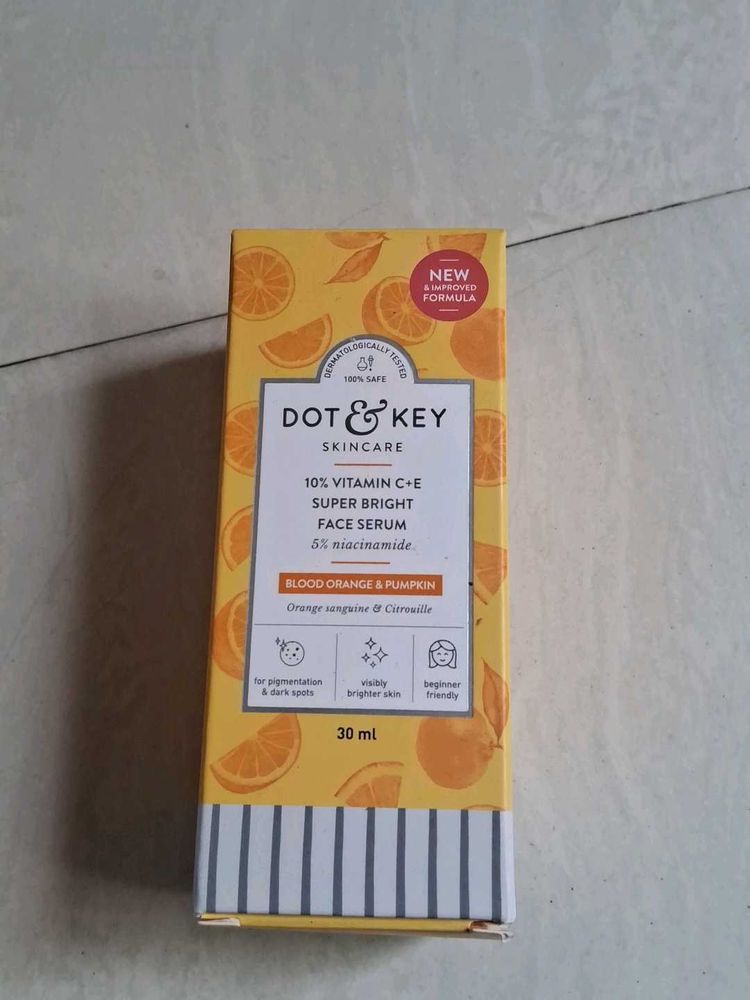 NEW
& IMPROVED
FORMULA
DERMATOLOGICALLY TESTED
100% SAFE
DOT & KEY
SKINCARE
10% VITAMIN C+E
SUPER BRIGHT
FACE SERUM
5% niacinamide
BLOOD ORANGE & PUMPKIN
Orange sanguine & Citrouille
for pigmentation
& dark spots
visibly
brighter skin
beginner
friendly
30 ml